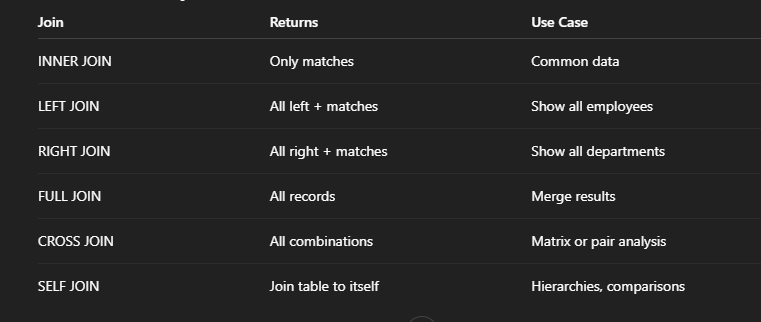 Join Returns Use Case
INNER JOIN Only matches Common data
LEFT JOIN All left + matches Show all employees
RIGHT JOIN All right + matches Show all departments
FULL JOIN All records Merge results
CROSS JOIN All combinations Matrix or pair analysis
SELF JOIN Join table to itself Hierarchies, comparisons